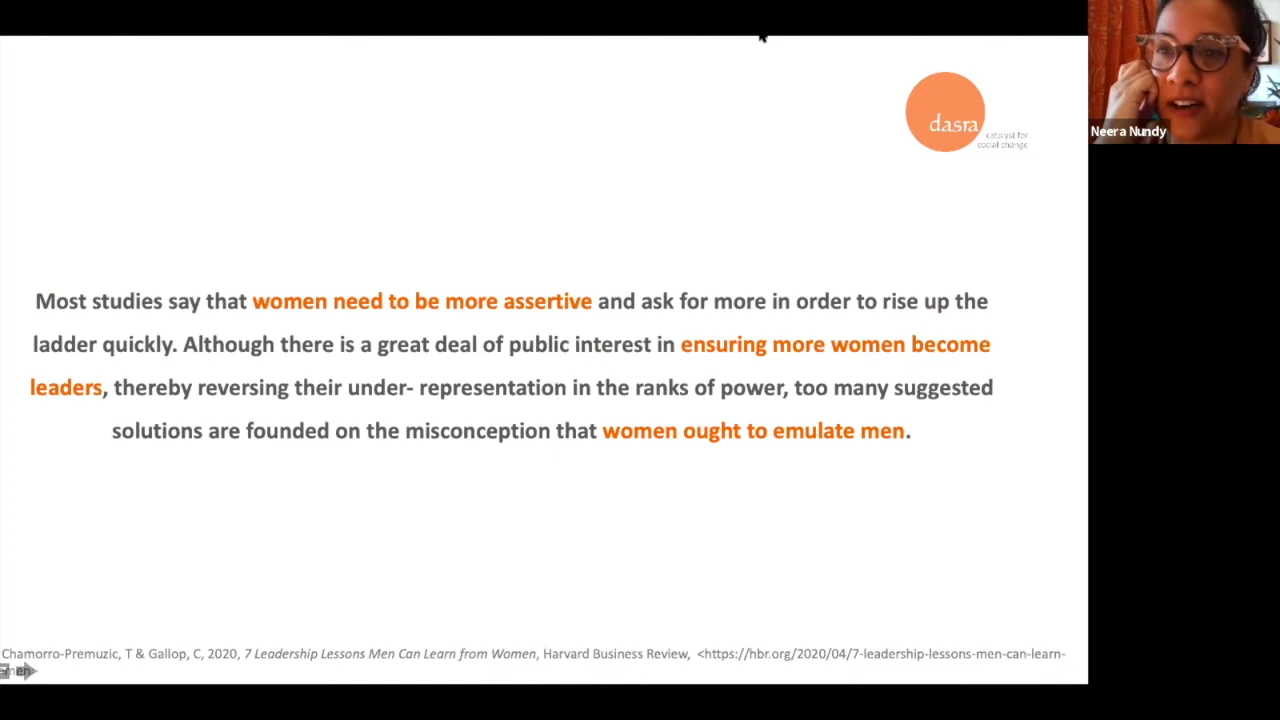 dasra
catalyst for
social change
Neera Nundy
Most studies say that women need to be more assertive and ask for more in order to rise up the
ladder quickly. Although there is a great deal of public interest in ensuring more women become
leaders, thereby reversing their under- representation in the ranks of power, too many suggested
solutions are founded on the misconception that women ought to emulate men.
Chamorro-Premuzic, T & Gallop, C, 2020, 7 Leadership Lessons Men Can Learn from Women, Harvard Business Review, <https://hbr.org/2020/04/7-leadership-lessons-men-can-learn-
men